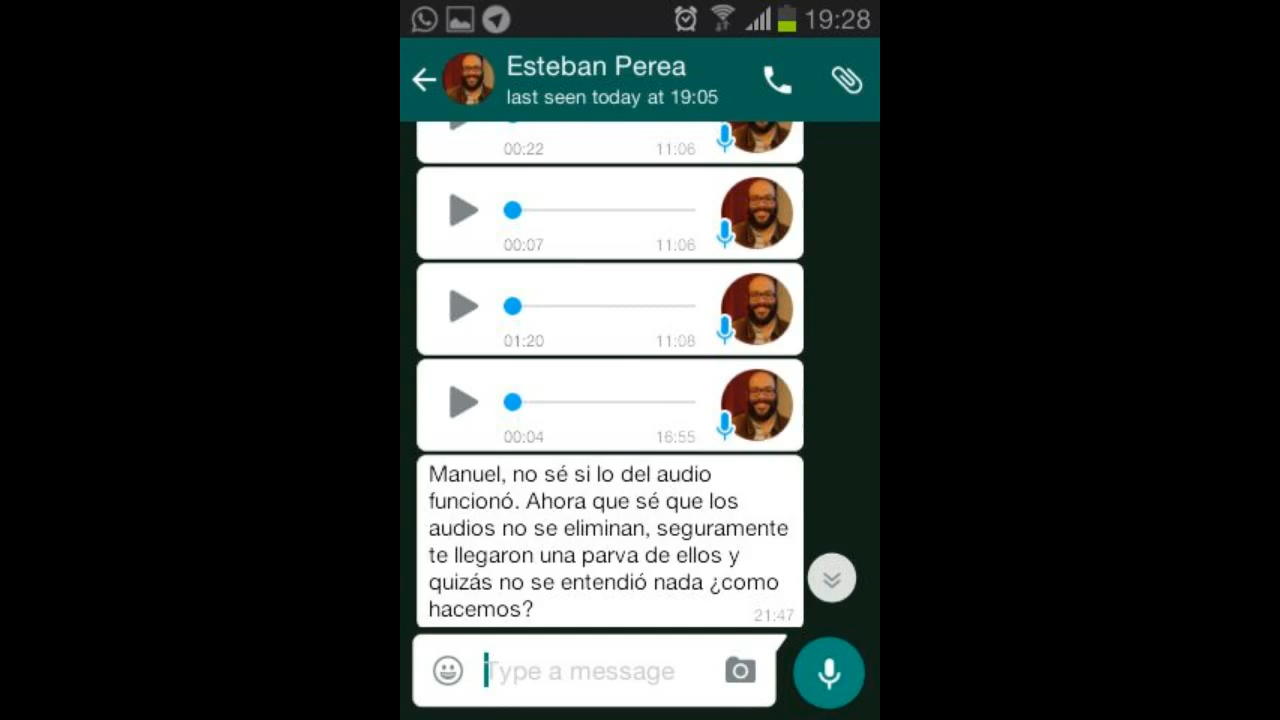 19:28
Esteban Perea
last seen today at 19:05
00:22 11:06
00:07 11:06
01:20 11:08
00:04 16:55
Manuel, no sé si lo del audio
funcionó. Ahora que sé que los
audios no se eliminan, seguramente
te llegaron una parva de ellos y
quizás no se entendió nada ¿como
hacemos?
21:47
Type a message